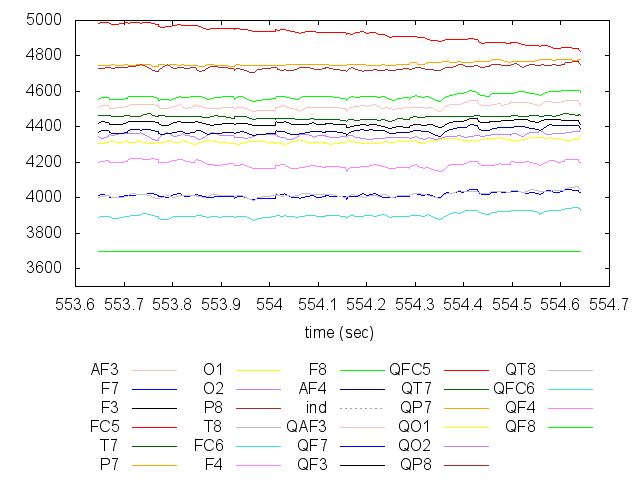 5000
4800
4600
4400
4200
4000
3800
3600
553.6 553.7 553.8 553.9 554 554.1 554.2 554.3 554.4 554.5 554.6 554.7
time (sec)
AF3 O1 F8 QFC5 QT8
F7 O2 AF4 QT7 QFC6
F3 P8 ind QP7 QF4
FC5 T8 QAF3 QO1 QF8
T7 FC6 QF7 QO2
P7 F4 QF3 QP8